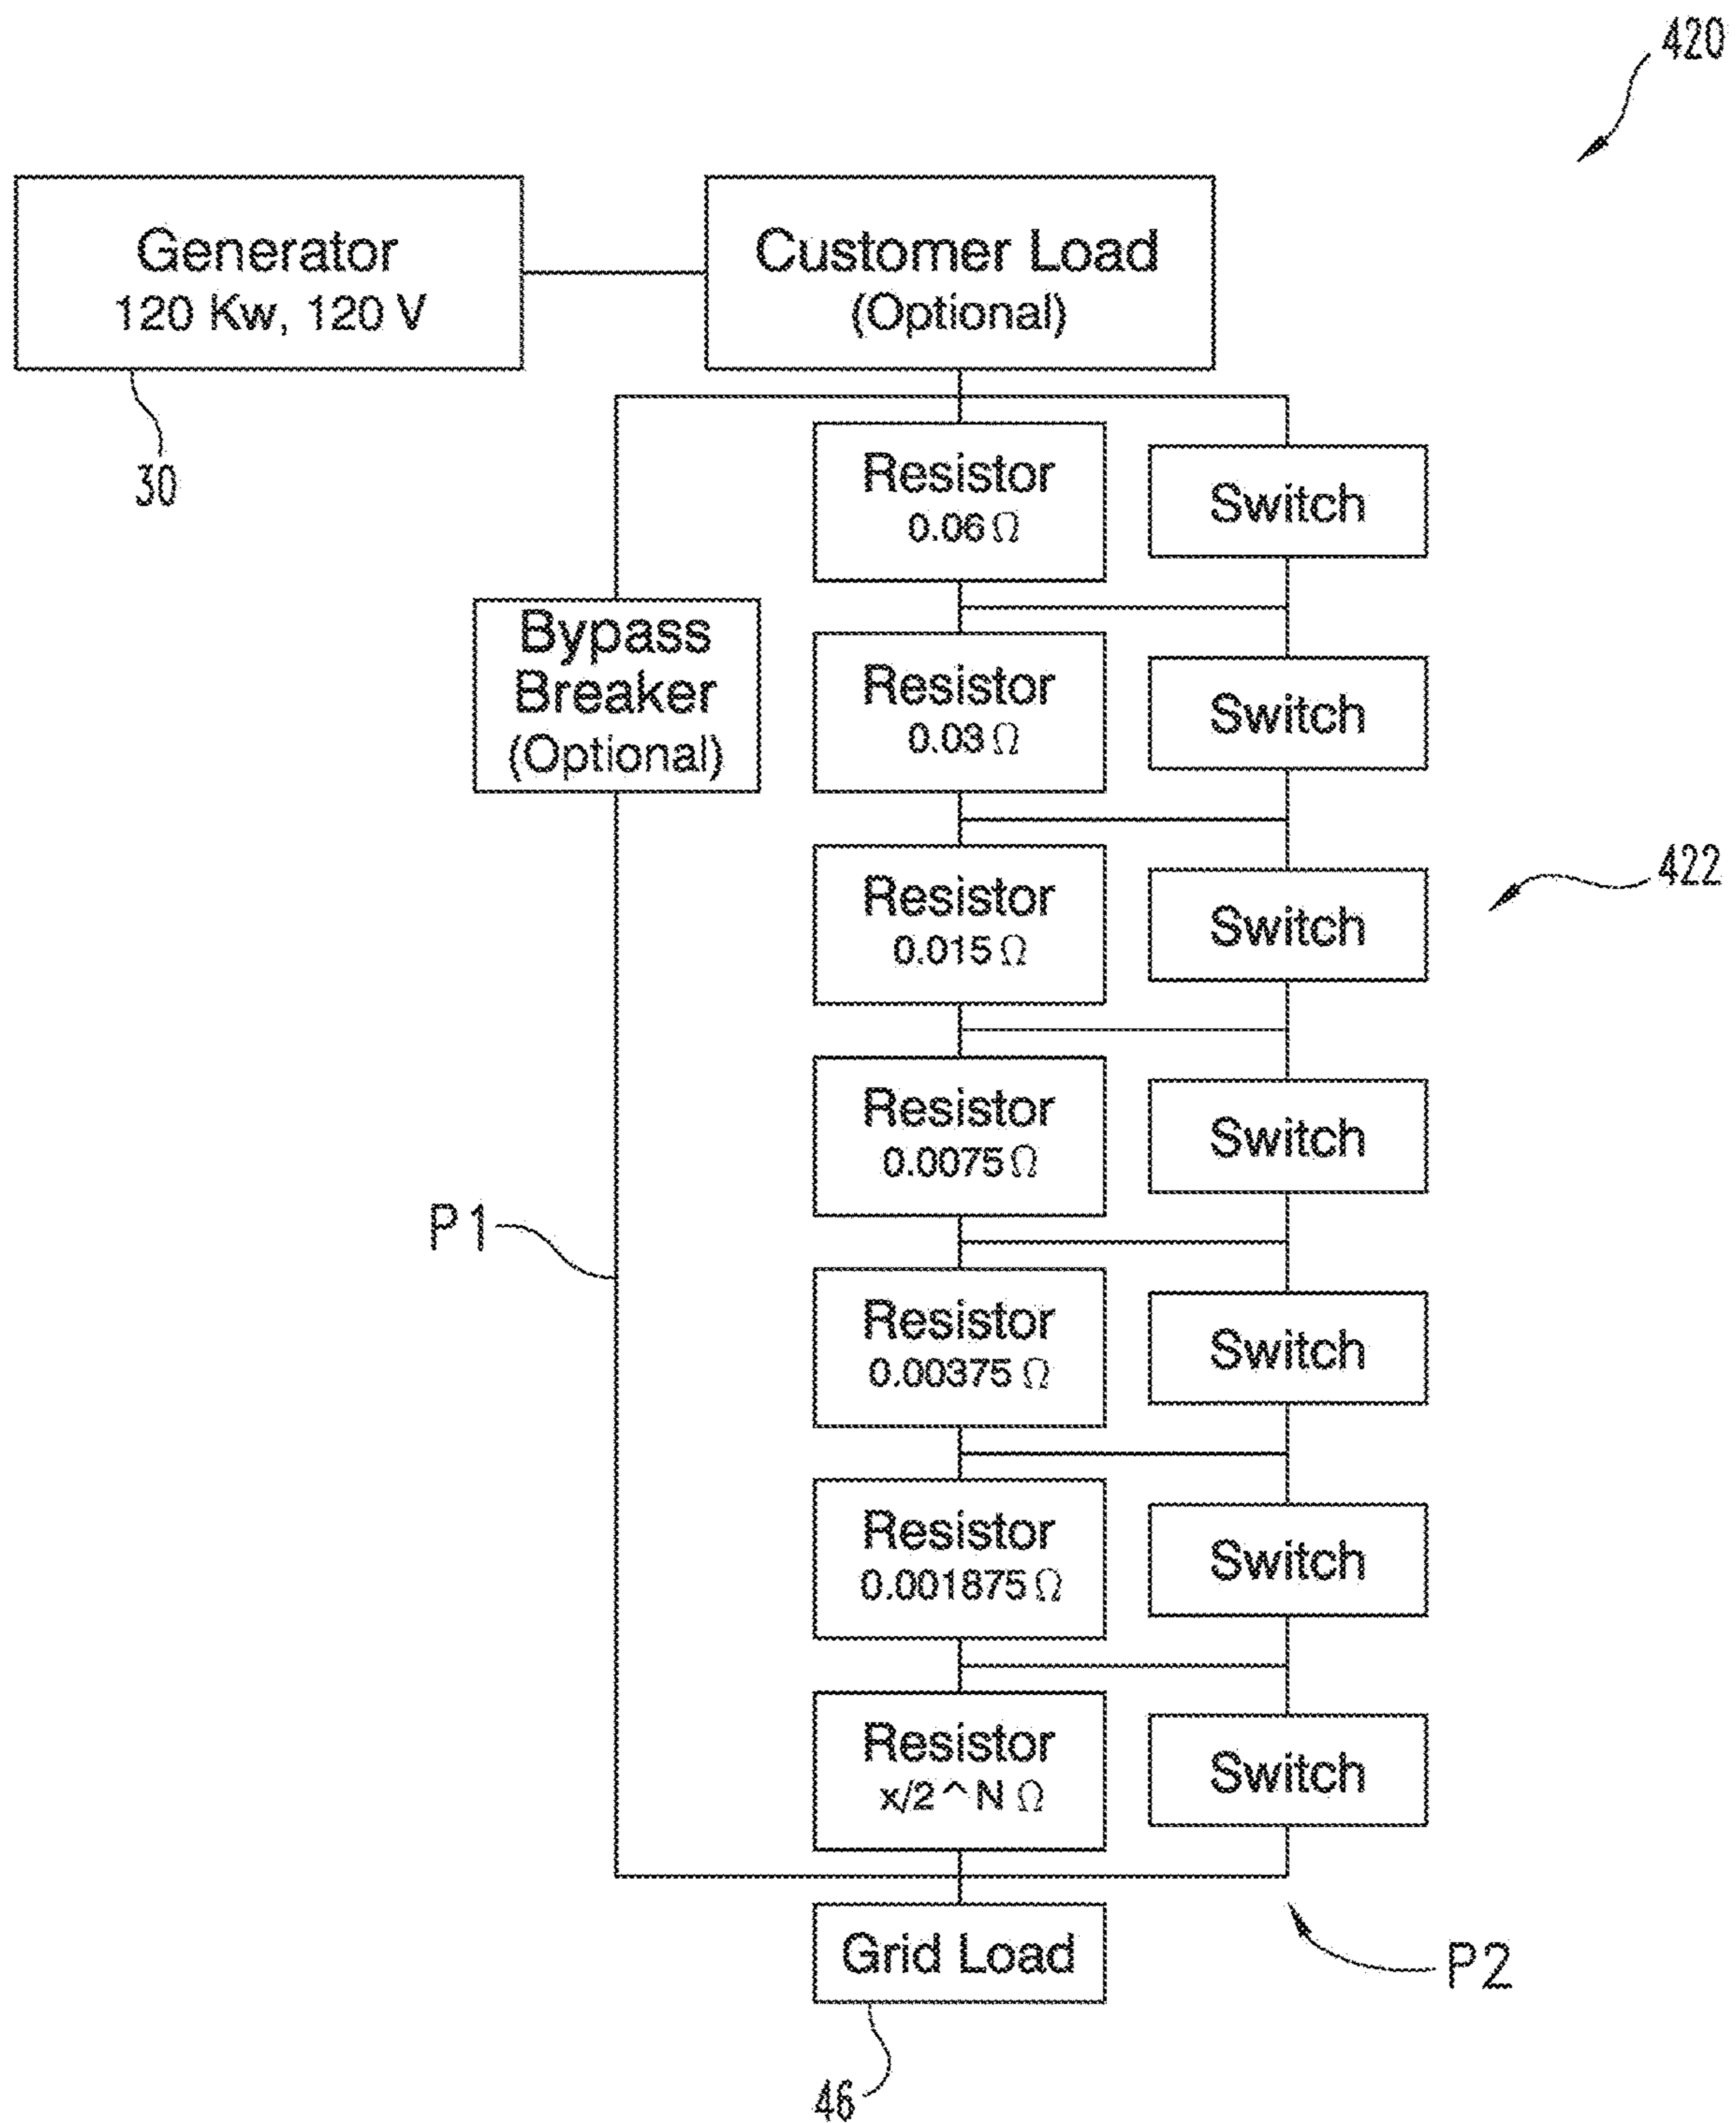 420
Generator
120 Kw, 120 V
Customer Load
(Optional)
30
Resistor
0.06 Ω
Switch
Bypass
Breaker
(Optional)
Resistor
0.03 Ω
Switch
Resistor
0.015 Ω
Switch
422
Resistor
0.0075 Ω
Switch
P1
Resistor
0.00375 Ω
Switch
Resistor
0.001875 Ω
Switch
Resistor
x/2^N Ω
Switch
Grid Load
P2
46